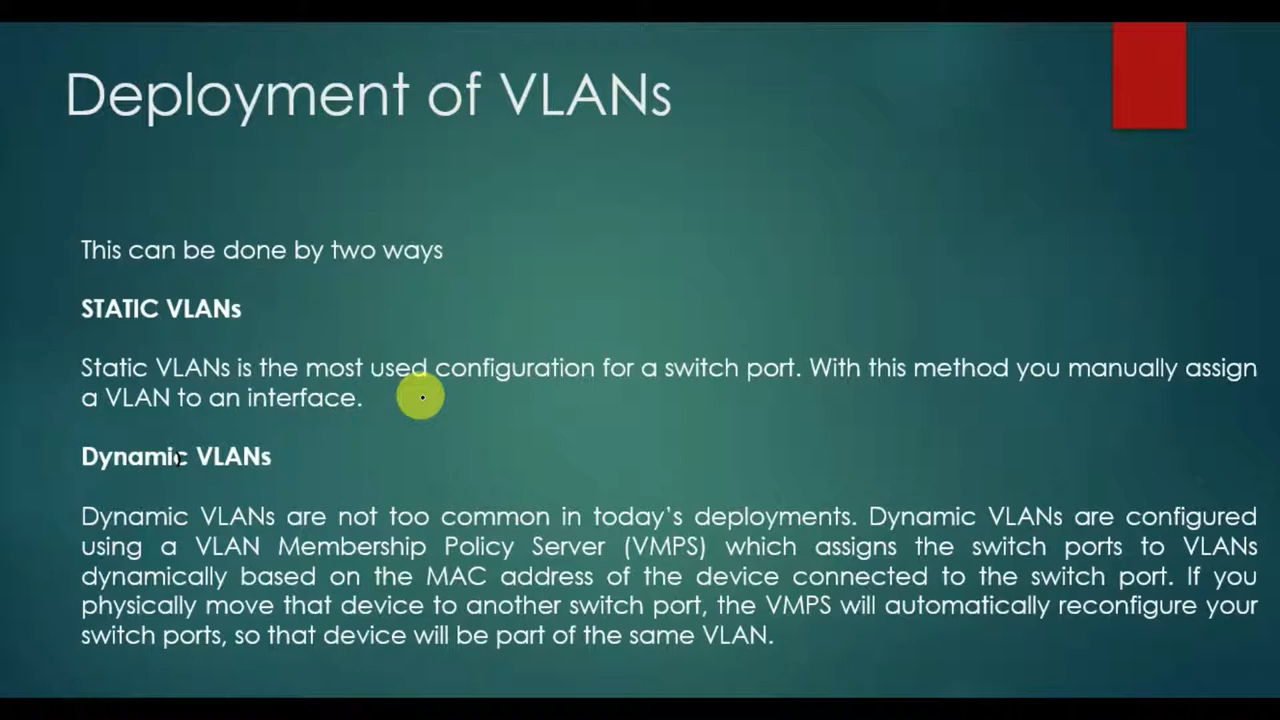 Deployment of VLANs
This can be done by two ways
STATIC VLANs
Static VLANs is the most used configuration for a switch port. With this method you manually assign
a VLAN to an interface.
Dynamic VLANs
Dynamic VLANs are not too common in today's deployments. Dynamic VLANs are configured
using a VLAN Membership Policy Server (VMPS) which assigns the switch ports to VLANs
dynamically based on the MAC address of the device connected to the switch port. If you
physically move that device to another switch port, the VMPS will automatically reconfigure your
switch ports, so that device will be part of the same VLAN.